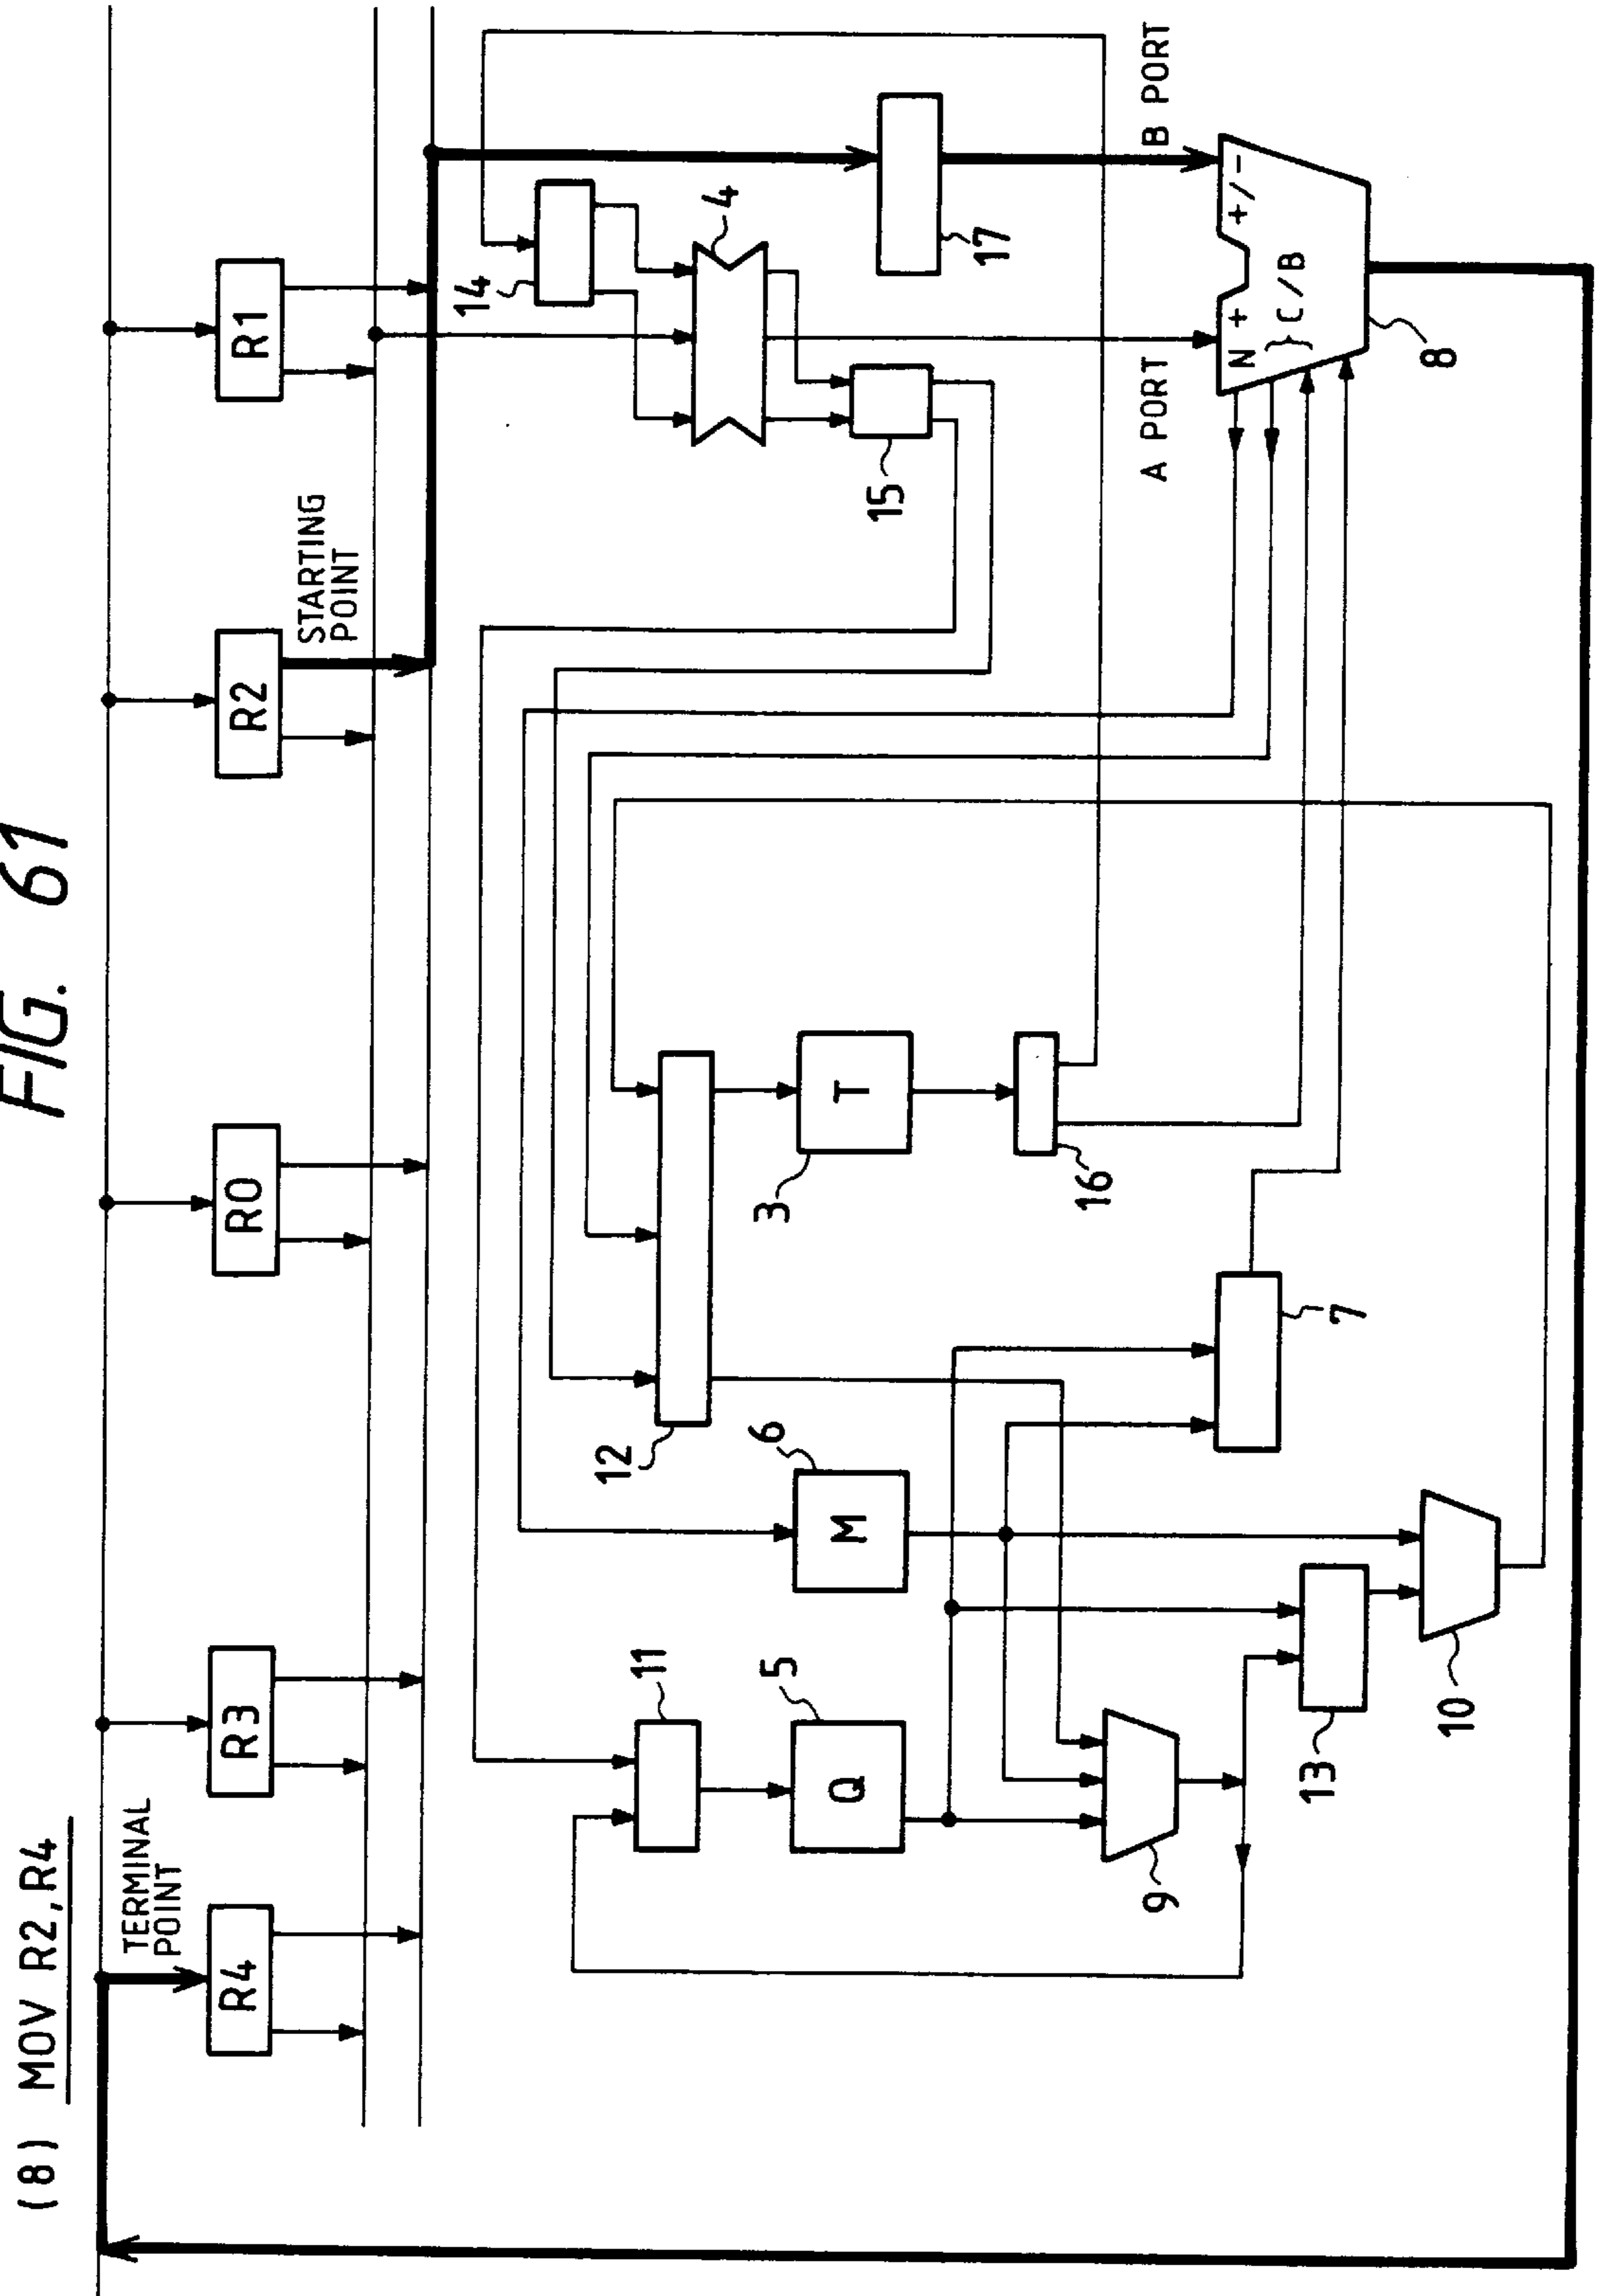 FIG. 61
(8) MOV R2,R4
TERMINAL
POINT
STARTING
POINT
R4
R3
R0
R2
R1
14
4
11
12
15
17
5
6
3
Q
M
T
9
16
A PORT
B PORT
13
7
N + +/-
}C/B
10
8